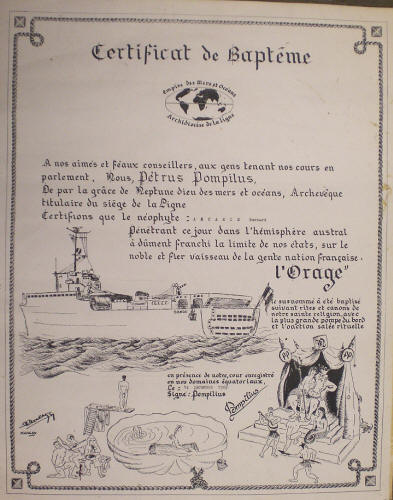 Certificat de Baptême
Empire des Mers et Océans
Archidiocèse de la Ligne
A nos aimés et féaux conseillers, aux gens tenant nos cours en
parlement. Nous, Pétrus Pompilus,
De par la grâce de Neptune dieu des mers et océans, Archevêque
titulaire du siège de la Ligne
Certifions que le néophyte : Bernard
Pénétrant ce jour dans l'hémisphère austral
à dûment franchi la limite de nos états, sur le
noble et fier vaisseau de la gente nation française.
l'Orage"
le susnommé à été baptisé
suivant rites et canons de
notre sainte religion, avec
la plus grande pompe du bord
et l'onction salée rituelle
en présence de notre cour enregistré
en nos domaines équatoriaux,
Le :
Signé : Pompilius
Pompilius